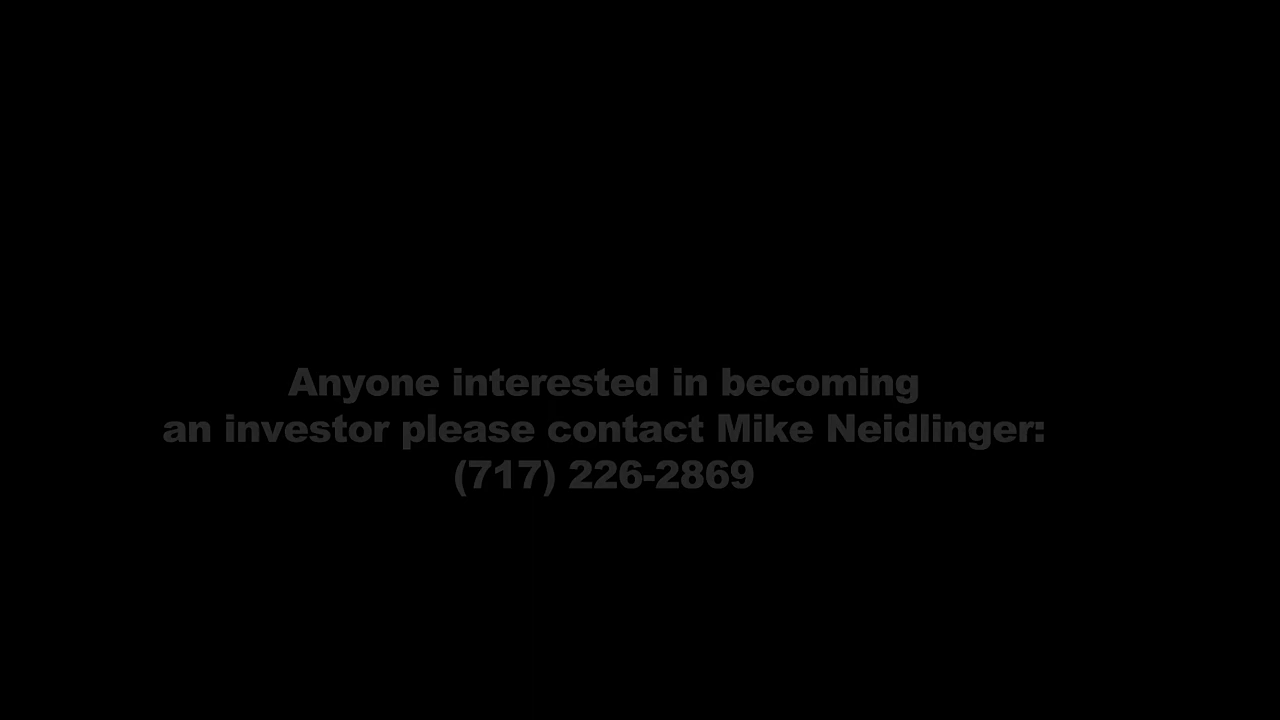 Anyone interested in becoming
an investor please contact Mike Neidlinger:
(717) 226-2869